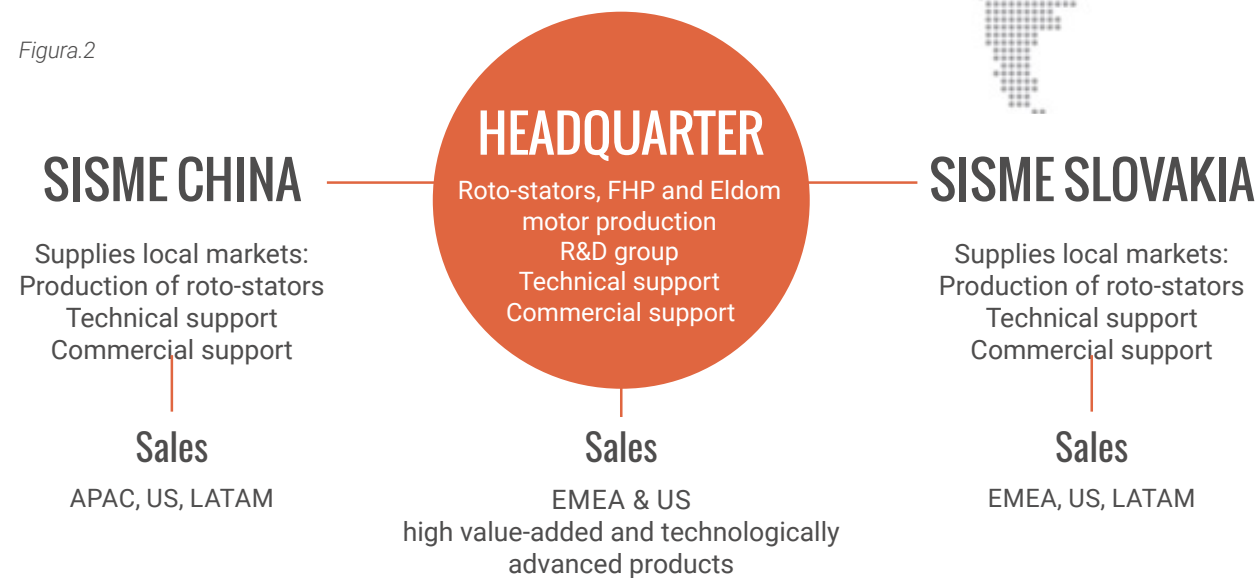 Figura.2
SISME CHINA
Supplies local markets:
Production of roto-stators
Technical support
Commercial support
Sales
APAC, US, LATAM
HEADQUARTER
Roto-stators, FHP and Eldom
motor production
R&D group
Technical support
Commercial support
Sales
EMEA & US
high value-added and technologically
advanced products
SISME SLOVAKIA
Supplies local markets:
Production of roto-stators
Technical support
Commercial support
Sales
EMEA, US, LATAM